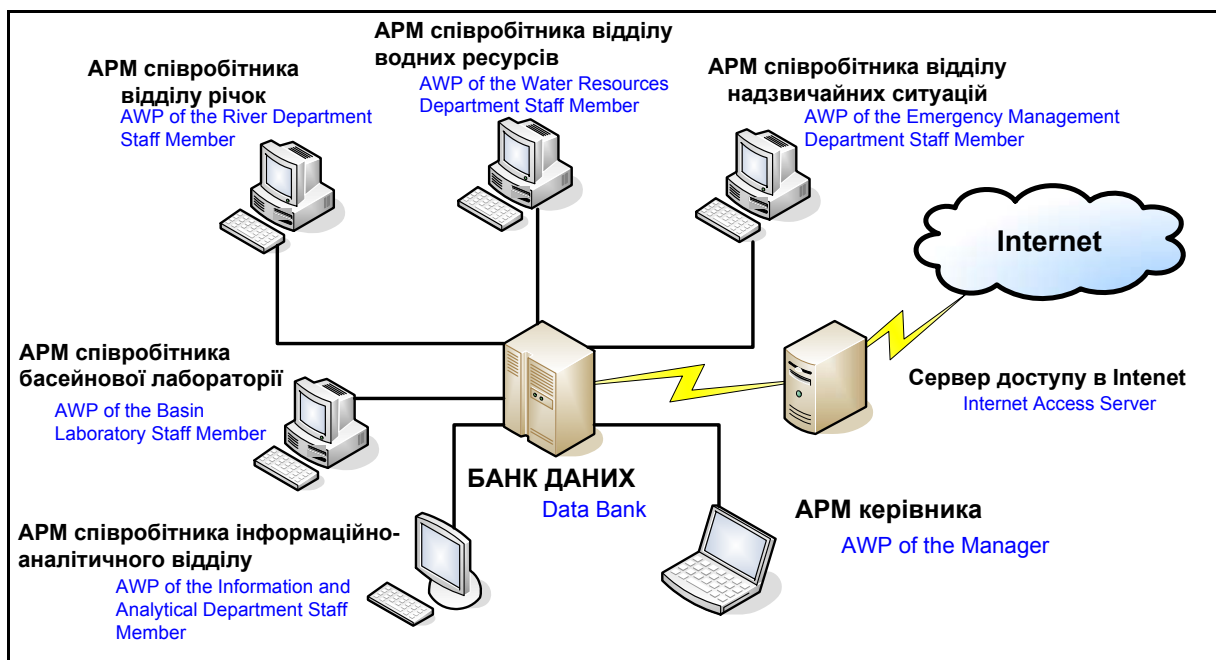 АРМ співробітника
відділу річок
AWP of the River Department
Staff Member
АРМ співробітника відділу
водних ресурсів
AWP of the Water Resources
Department Staff Member
АРМ співробітника відділу
надзвичайних ситуацій
AWP of the Emergency Management
Department Staff Member
Internet
АРМ співробітника
басейнової лабораторії
AWP of the Basin
Laboratory Staff Member
Сервер доступу в Intenet
Internet Access Server
БАНК ДАНИХ
Data Bank
АРМ співробітника інформаційно-
аналітичного відділу
AWP of the Information and
Analytical Department Staff
Member
АРМ керівника
AWP of the Manager